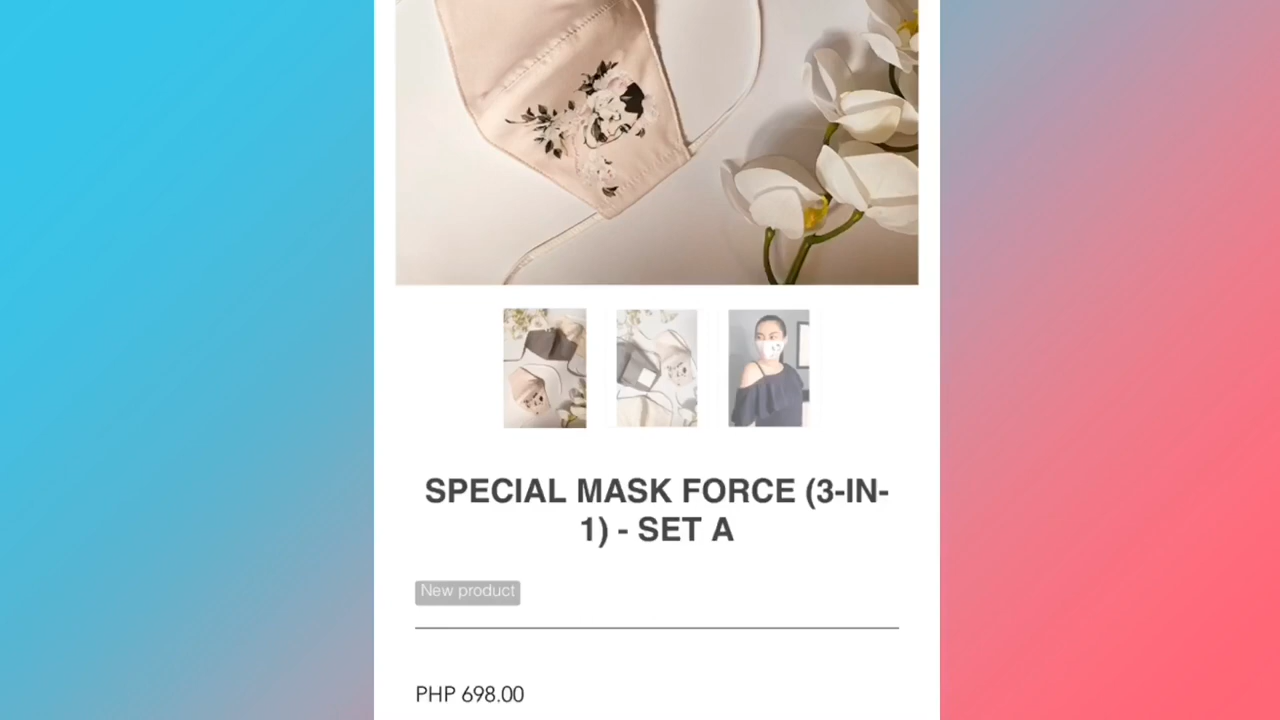 SPECIAL MASK FORCE (3-IN-
1) - SET A
New product
PHP 698.00